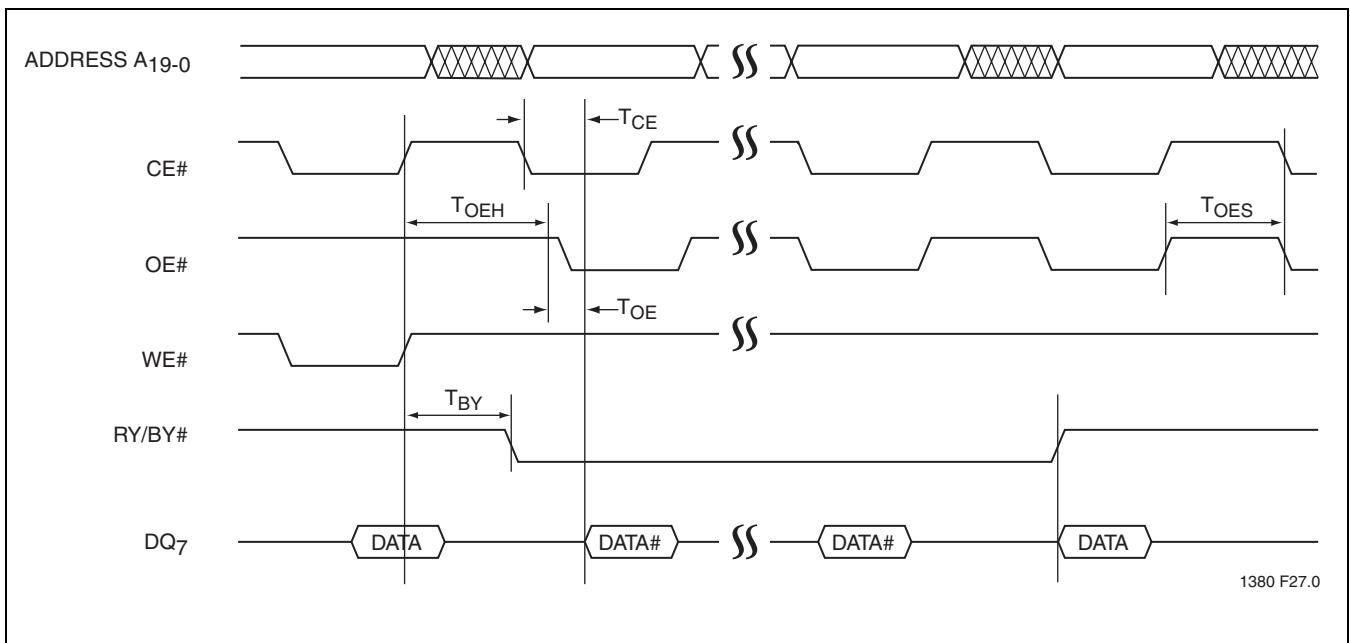 ADDRESS A19-0
TCE
CE#
TOEH
TOES
OE#
TOE
WE#
TBY
RY/BY#
DQ7
DATA
DATA#
DATA#
DATA
1380 F27.0